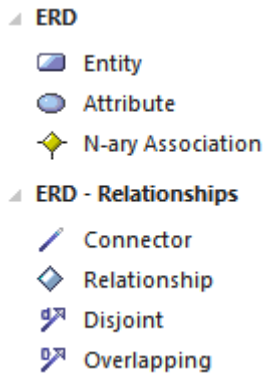 ERD
Entity
Attribute
N-ary Association
ERD - Relationships
Connector
Relationship
Disjoint
Overlapping